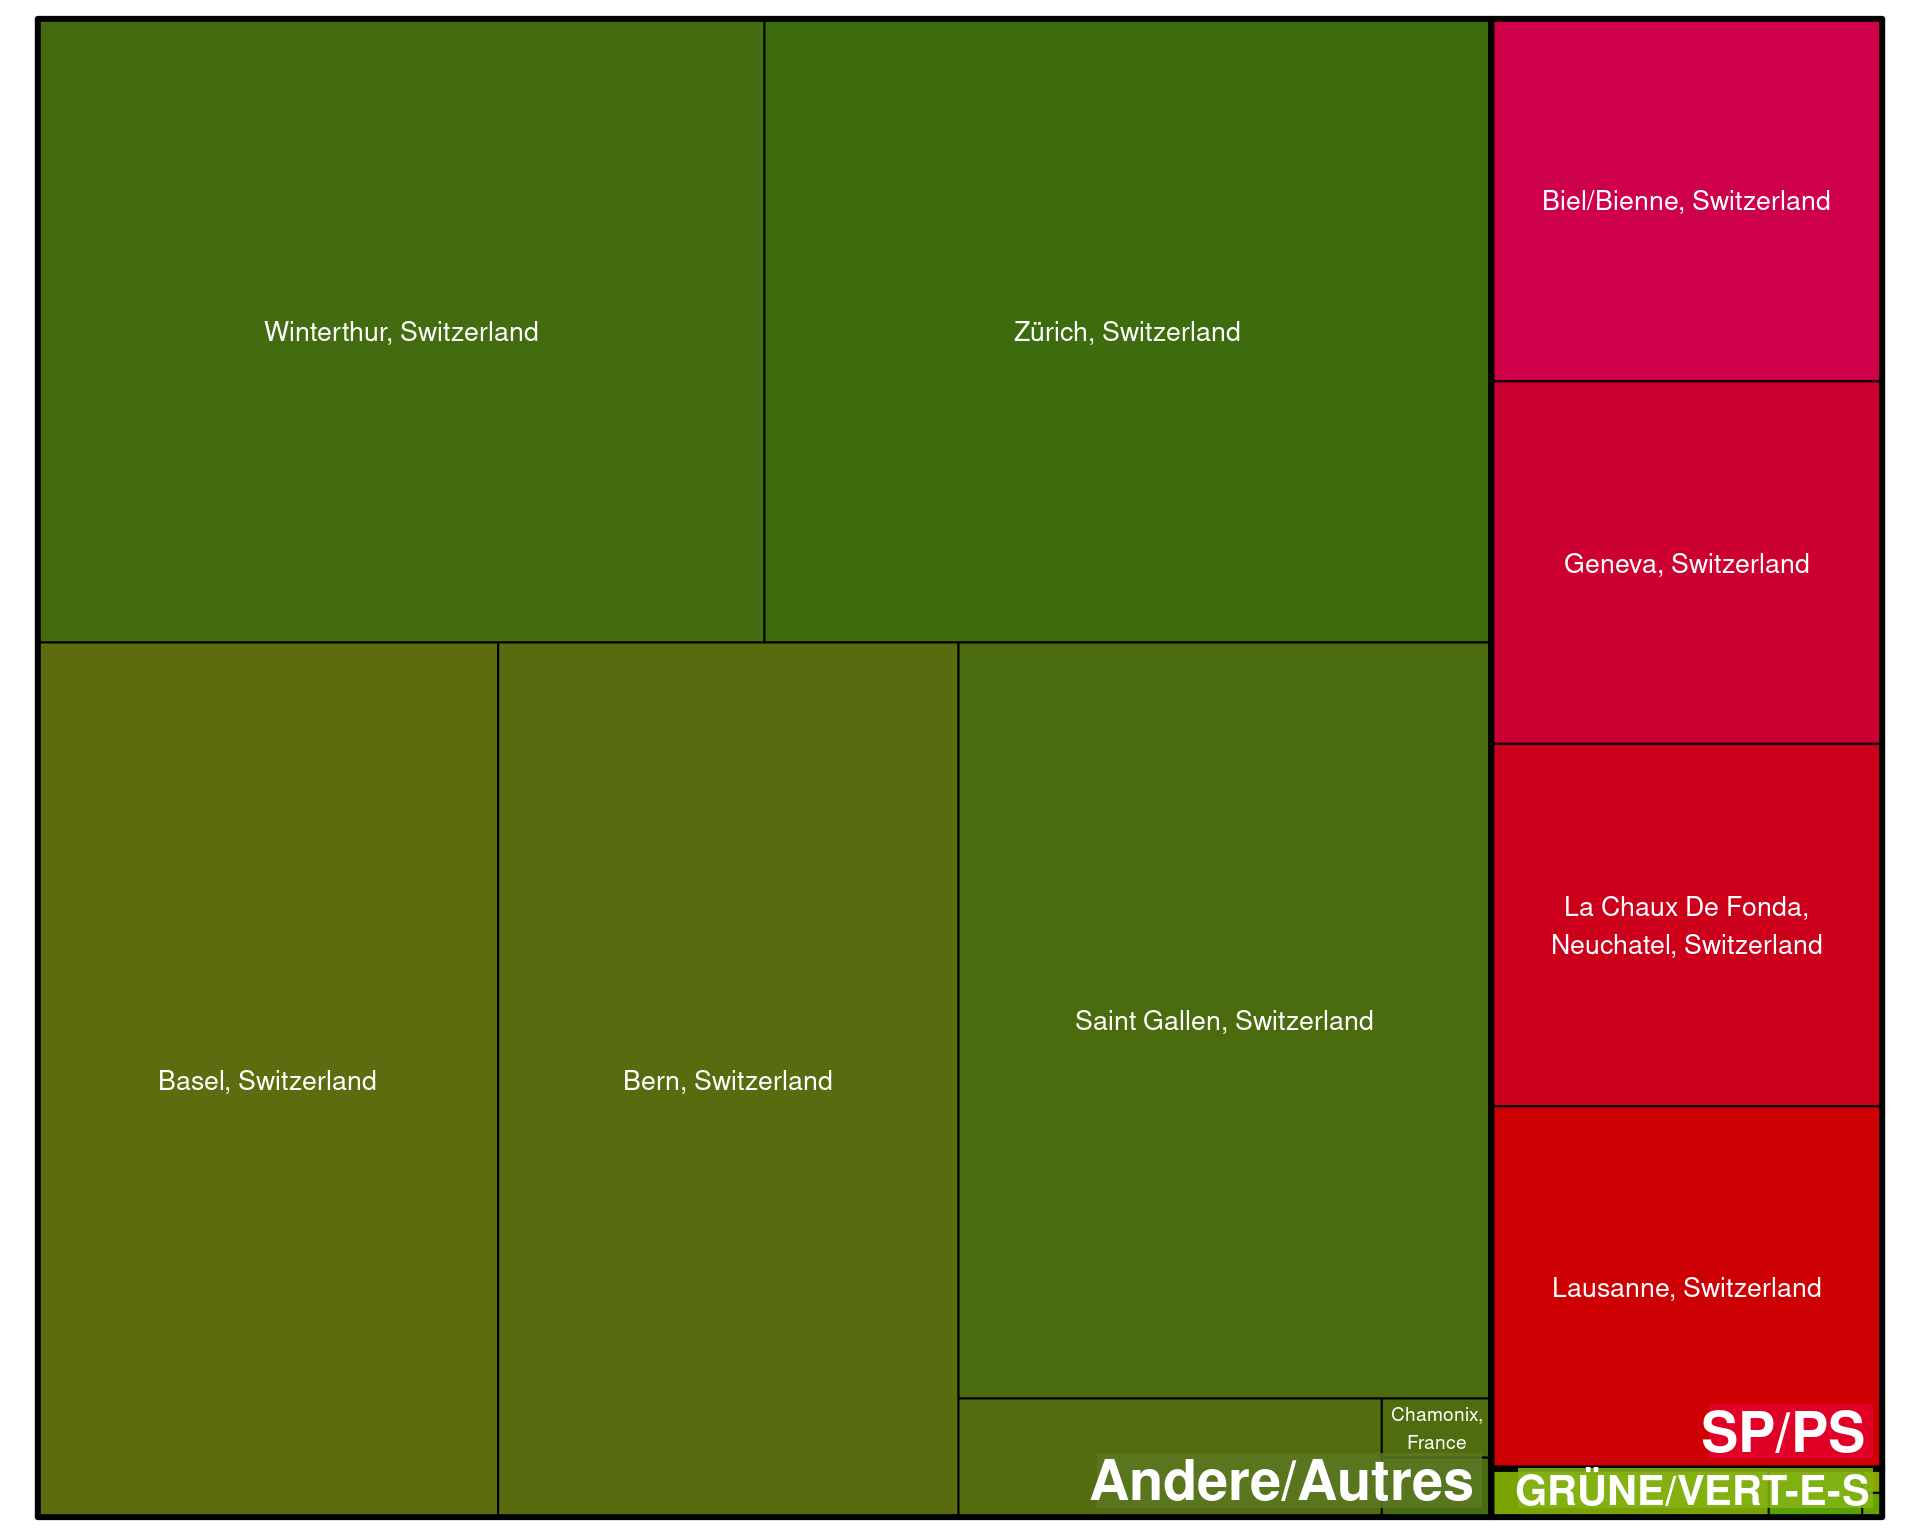 Winterthur, Switzerland
Zürich, Switzerland
Biel/Bienne, Switzerland
Geneva, Switzerland
La Chaux De Fonda,
Neuchatel, Switzerland
Basel, Switzerland
Bern, Switzerland
Saint Gallen, Switzerland
Lausanne, Switzerland
Chamonix,
France
SP/PS
Andere/Autres
GRÜNE/VERT-E-S